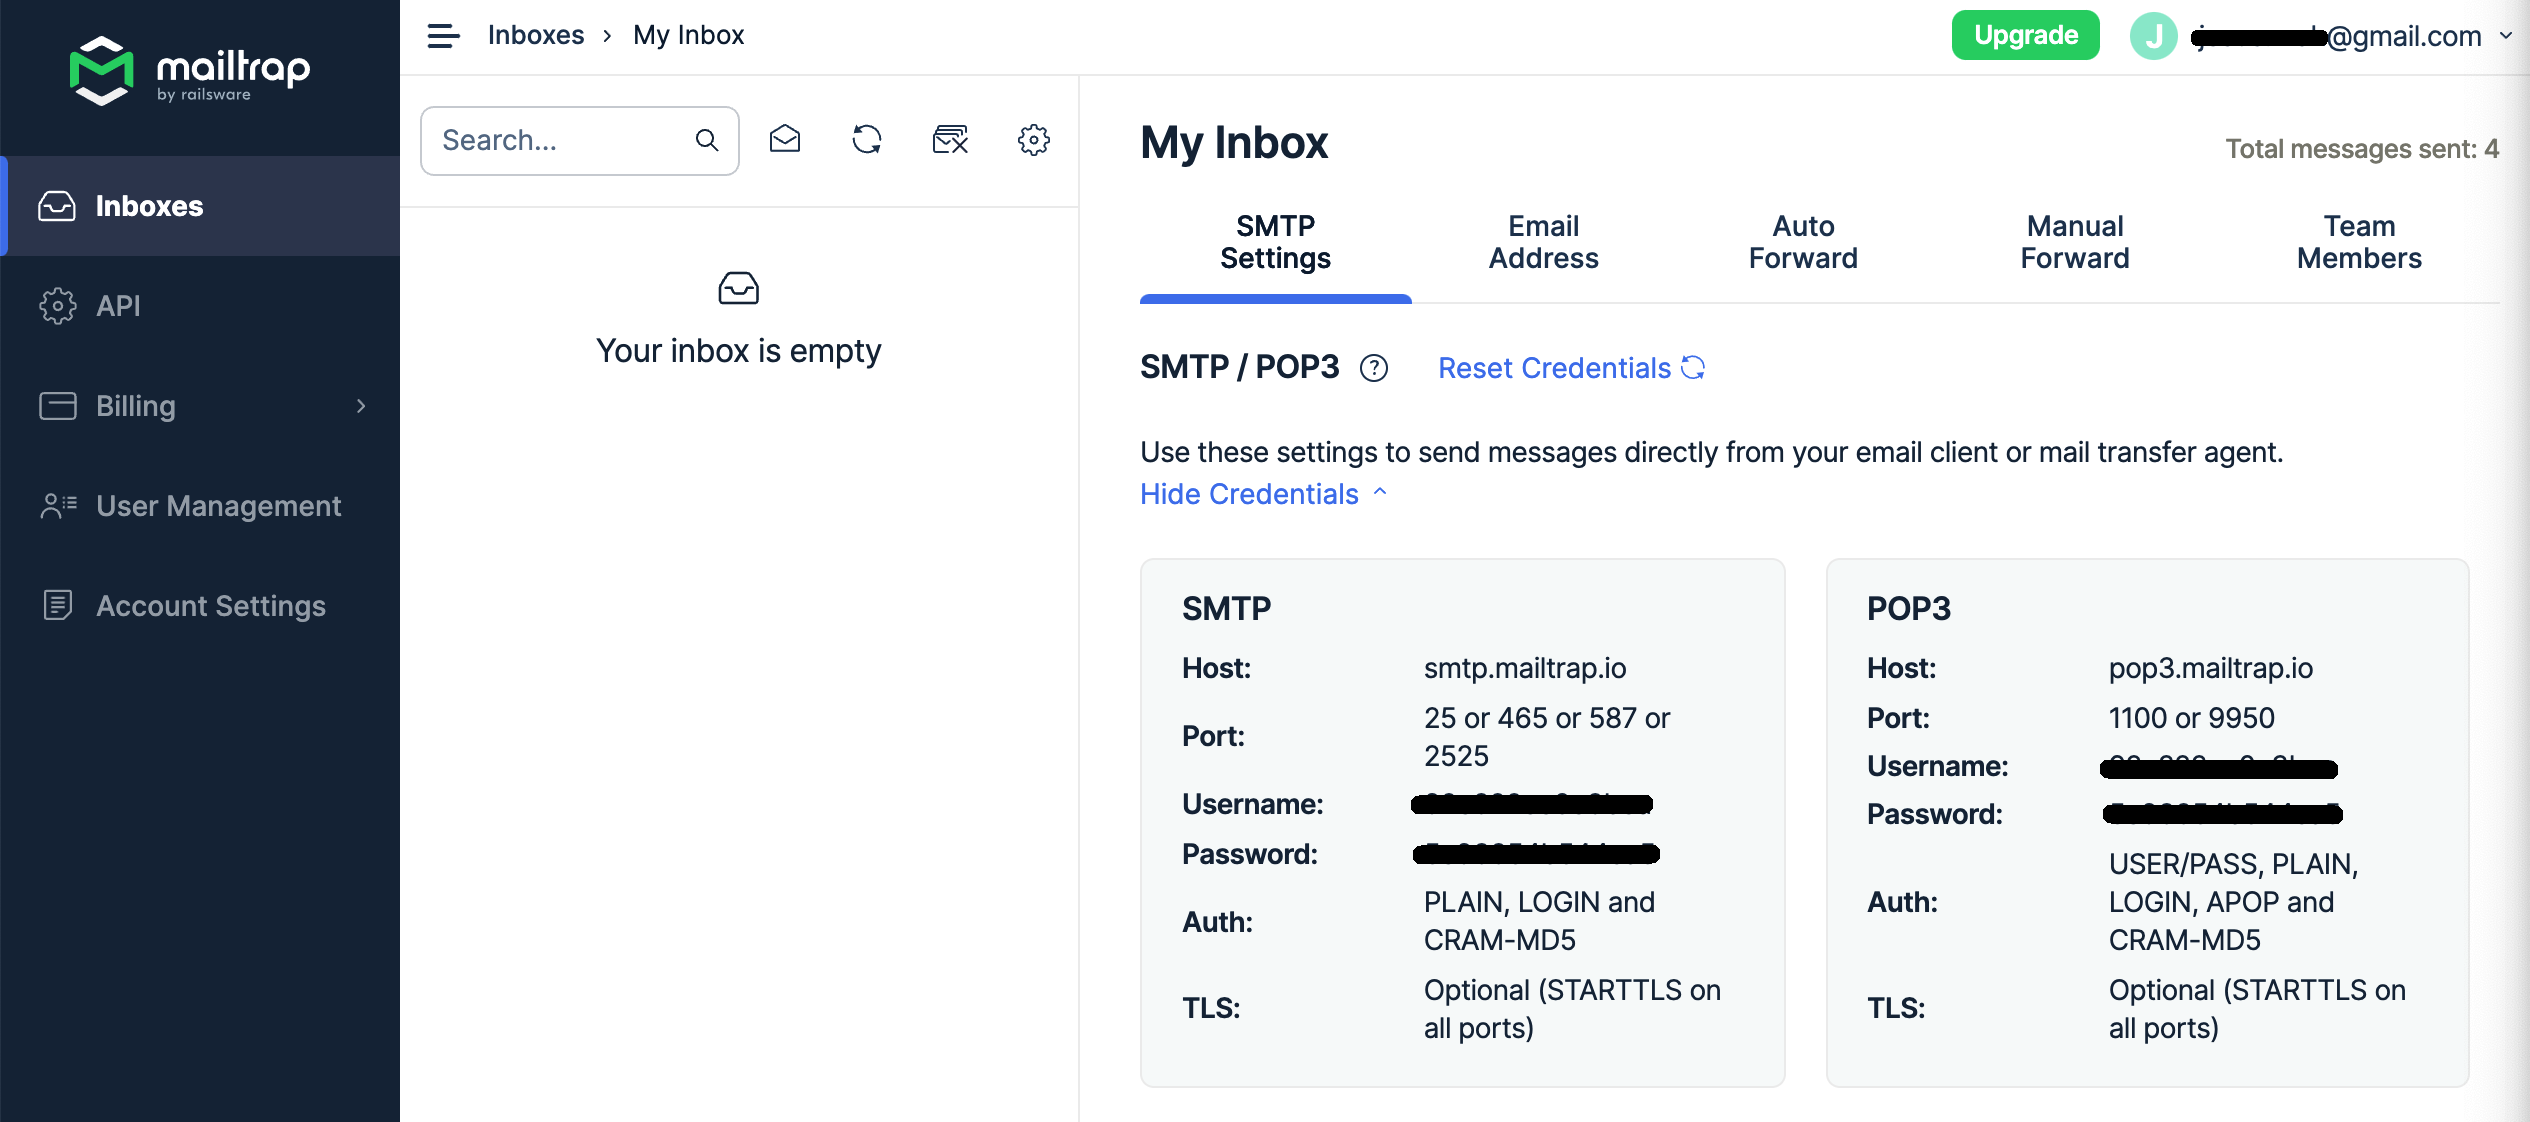 mailtrap
by railsware
Inboxes
API
Billing
User Management
Account Settings
Inboxes › My Inbox
Upgrade
J
@gmail.com
Search...
Your inbox is empty
My Inbox
Total messages sent: 4
SMTP
Settings
Email
Address
Auto
Forward
Manual
Forward
Team
Members
SMTP / POP3 ?
Reset Credentials
Use these settings to send messages directly from your email client or mail transfer agent.
Hide Credentials
SMTP
Host: smtp.mailtrap.io
Port: 25 or 465 or 587 or
2525
Username:
Password:
Auth: PLAIN, LOGIN and
CRAM-MD5
TLS: Optional (STARTTLS on
all ports)
POP3
Host: pop3.mailtrap.io
Port: 1100 or 9950
Username:
Password:
Auth: USER/PASS, PLAIN,
LOGIN, APOP and
CRAM-MD5
TLS: Optional (STARTTLS on
all ports)